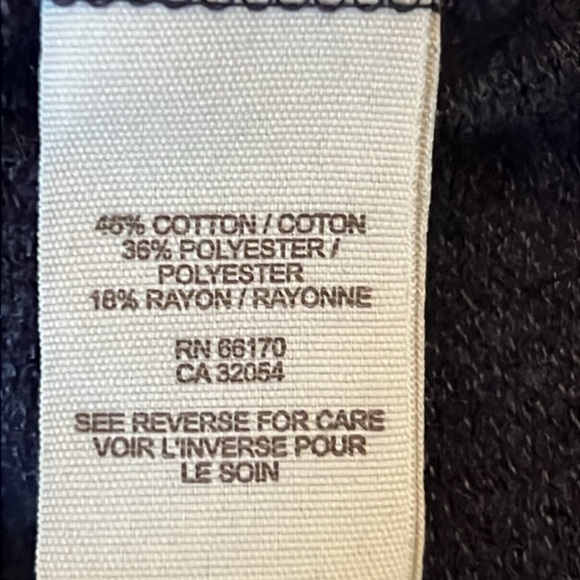 46% COTTON / COTON
36% POLYESTER /
POLYESTER
18% RAYON / RAYONNE
RN 66170
CA 32054
SEE REVERSE FOR CARE
VOIR L'INVERSE POUR
LE SOIN